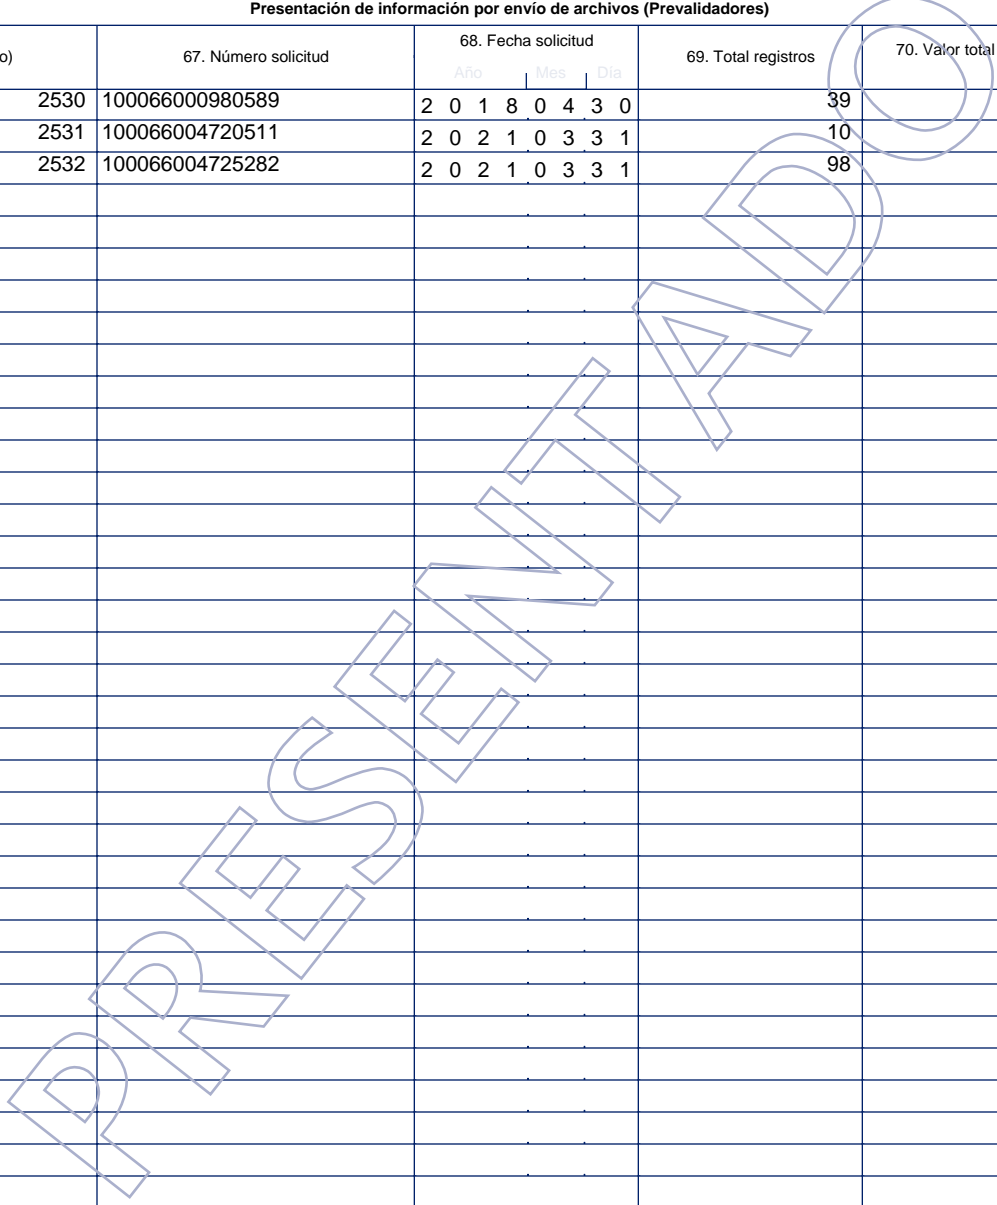 Presentación de información por envío de archivos (Prevalidadores)
o) 67. Número solicitud 68. Fecha solicitud 69. Total registros 70. Valor total
Año Mes Día
2530 100066000980589 2 0 1 8 0 4 3 0 39
2531 100066004720511 2 0 2 1 0 3 3 1 10
2532 100066004725282 2 0 2 1 0 3 3 1 98
PRESENTADO